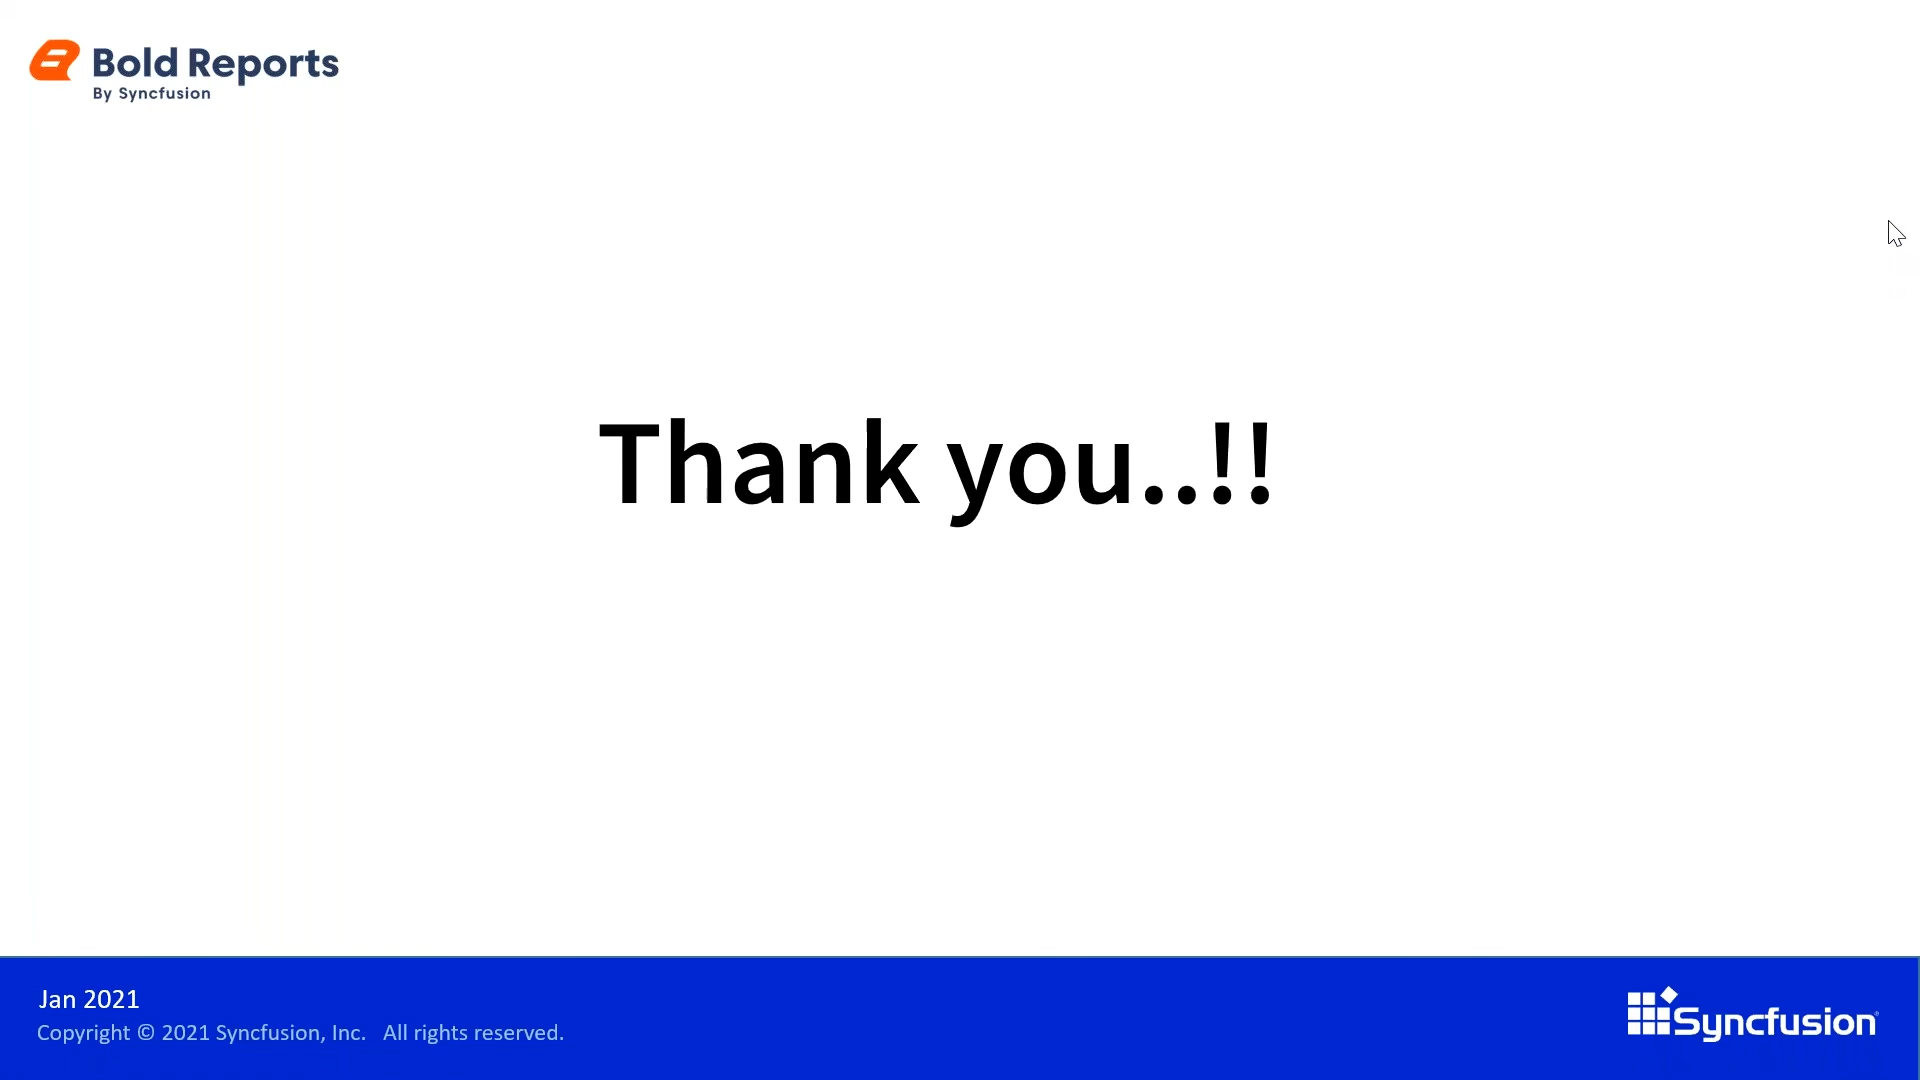 Bold Reports
By Syncfusion
Thank you..!!
Jan 2021
Copyright © 2021 Syncfusion, Inc. All rights reserved.
Syncfusion®